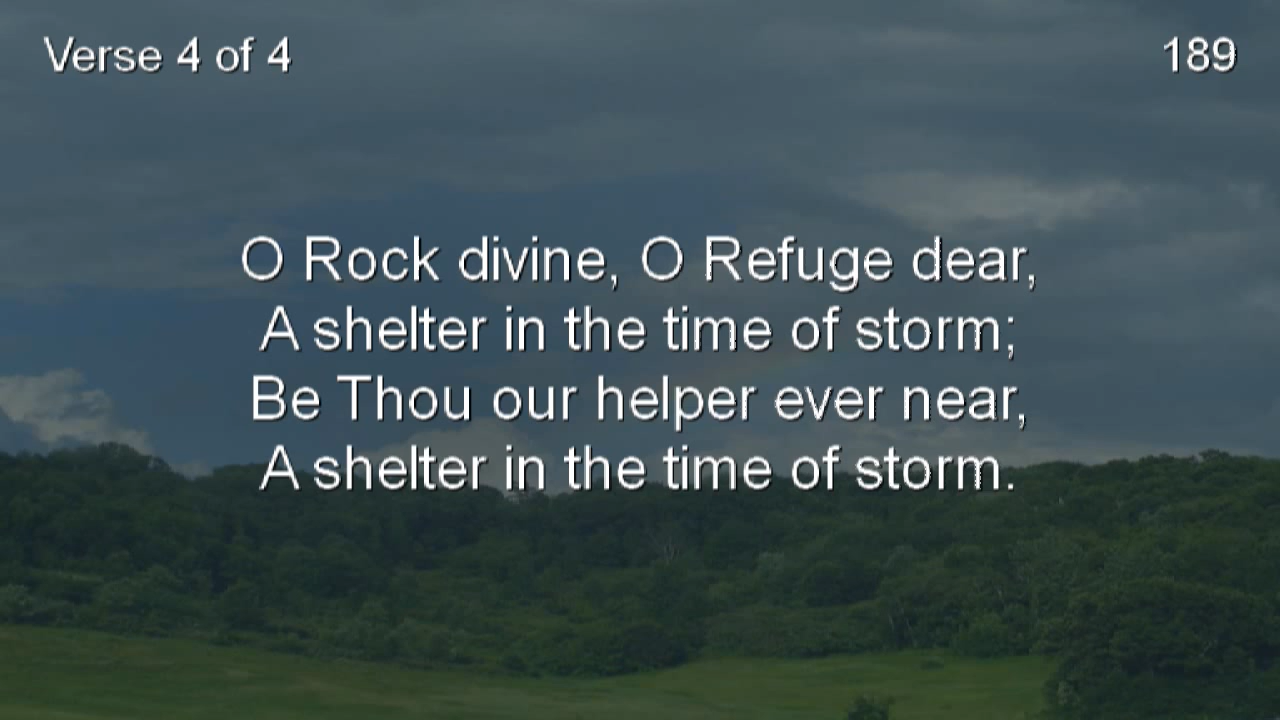 Verse 4 of 4
189
O Rock divine, O Refuge dear,
A shelter in the time of storm;
Be Thou our helper ever near,
A shelter in the time of storm.